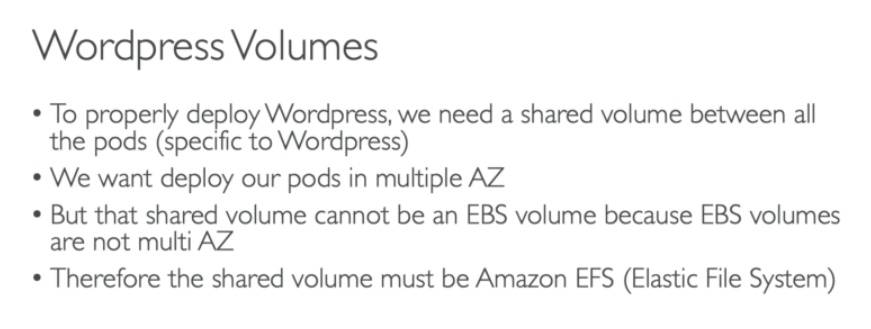 Wordpress Volumes
• To properly deploy Wordpress, we need a shared volume between all
the pods (specific to Wordpress)
• We want deploy our pods in multiple AZ
• But that shared volume cannot be an EBS volume because EBS volumes
are not multi AZ
• Therefore the shared volume must be Amazon EFS (Elastic File System)